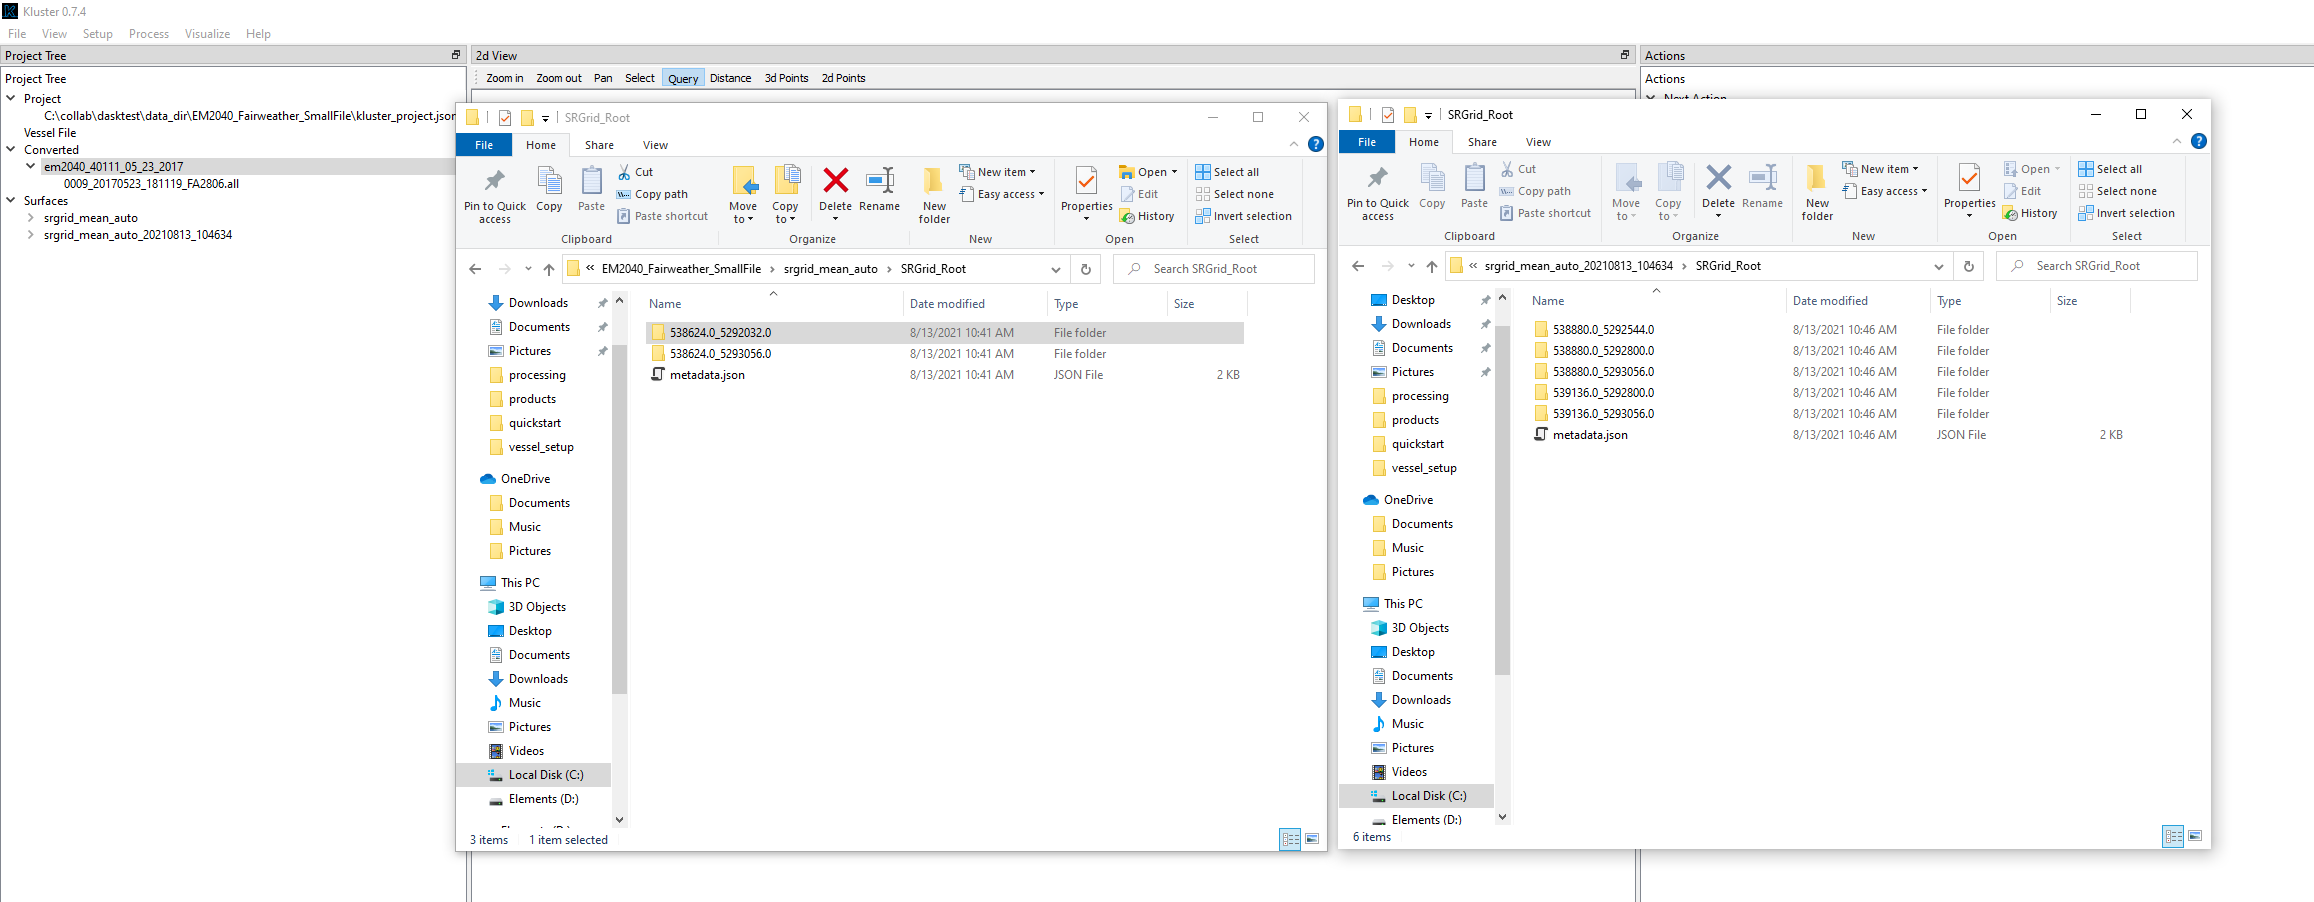 Kluster 0.7.4
File View Setup Process Visualize Help
Project Tree
Project Tree
Project
C:\collab\dasktest\data_dir\EM2040_Fairweather_SmallFile\kluster_project.json
Vessel File
Converted
em2040_40111_05_23_2017
0009_20170523_181119_FA2806.all
Surfaces
srgrid_mean_auto
srgrid_mean_auto_20210813_104634
2d View
Zoom in Zoom out Pan Select Query Distance 3d Points 2d Points
Actions
Actions
Next Action
SRGrid_Root
File Home Share View
Pin to Quick access
Copy
Paste
Cut
Copy path
Paste shortcut
Move to
Copy to
Delete
Rename
New folder
New item
Easy access
Properties
Open
Edit
History
Select all
Select none
Invert selection
Clipboard Organize New Open Select
« EM2040_Fairweather_SmallFile > srgrid_mean_auto > SRGrid_Root
Search SRGrid_Root
Downloads
Documents
Pictures
processing
products
quickstart
vessel_setup
OneDrive
Documents
Music
Pictures
This PC
3D Objects
Desktop
Documents
Downloads
Music
Pictures
Videos
Local Disk (C:)
Elements (D:)
Name Date modified Type Size
538624.0_5292032.0 8/13/2021 10:41 AM File folder
538624.0_5293056.0 8/13/2021 10:41 AM File folder
metadata.json 8/13/2021 10:41 AM JSON File 2 KB
3 items 1 item selected
SRGrid_Root
File Home Share View
Pin to Quick access
Copy
Paste
Cut
Copy path
Paste shortcut
Move to
Copy to
Delete
Rename
New folder
New item
Easy access
Properties
Open
Edit
History
Select all
Select none
Invert selection
Clipboard Organize New Open Select
« srgrid_mean_auto_20210813_104634 > SRGrid_Root
Search SRGrid_Root
Desktop
Downloads
Documents
Pictures
processing
products
quickstart
vessel_setup
OneDrive
Documents
Music
Pictures
This PC
3D Objects
Desktop
Documents
Downloads
Music
Pictures
Videos
Local Disk (C:)
Elements (D:)
Name Date modified Type Size
538880.0_5292544.0 8/13/2021 10:46 AM File folder
538880.0_5292800.0 8/13/2021 10:46 AM File folder
538880.0_5293056.0 8/13/2021 10:46 AM File folder
539136.0_5292800.0 8/13/2021 10:46 AM File folder
539136.0_5293056.0 8/13/2021 10:46 AM File folder
metadata.json 8/13/2021 10:46 AM JSON File 2 KB
6 items